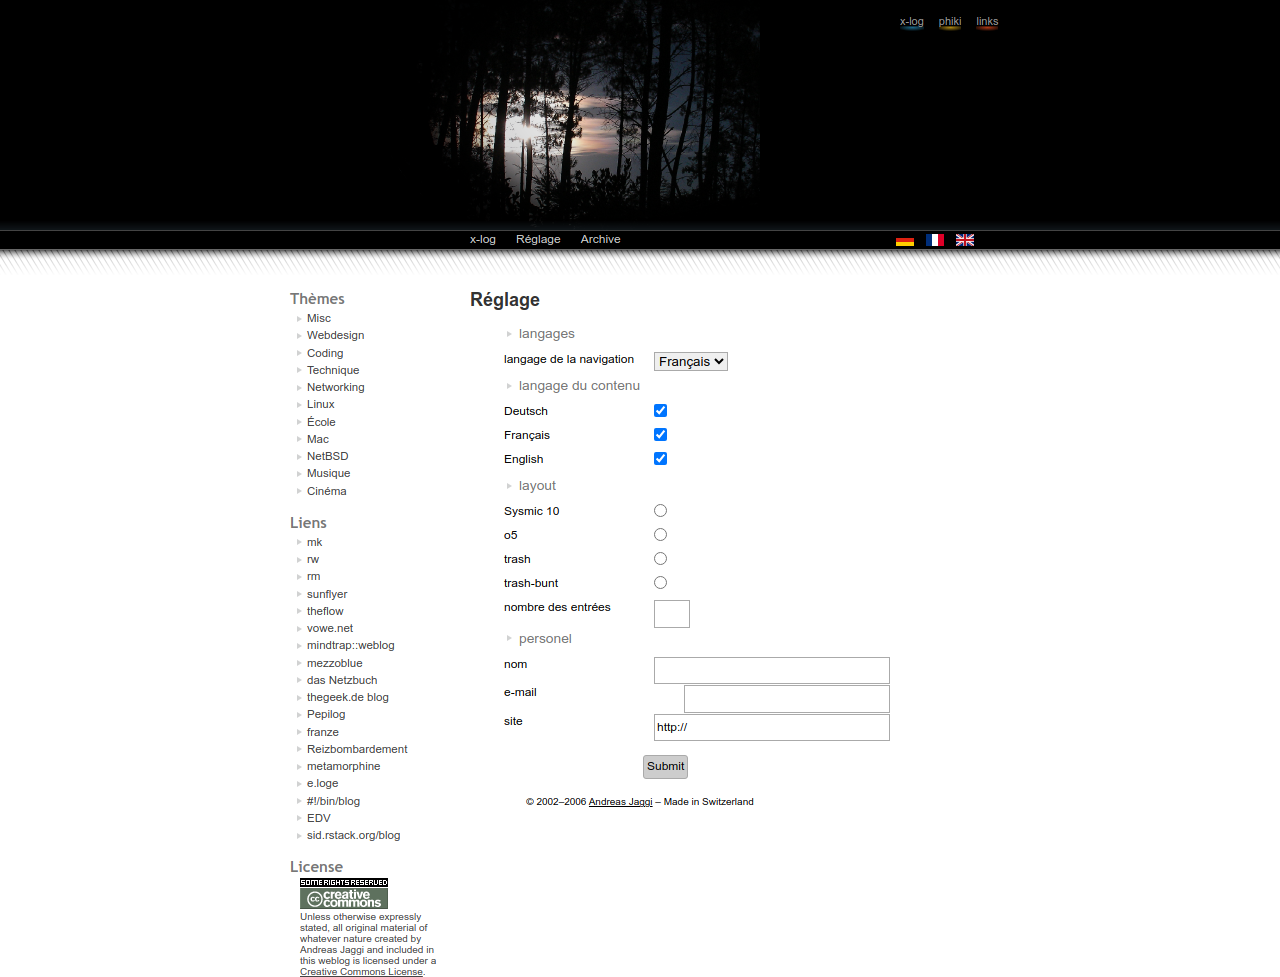 x-log phiki links
x-log Réglage Archive
Thèmes
Misc
Webdesign
Coding
Technique
Networking
Linux
École
Mac
NetBSD
Musique
Cinéma
Liens
mk
rw
rm
sunflyer
theflow
vowe.net
mindtrap::weblog
mezzoblue
das Netzbuch
thegeek.de blog
Pepilog
franze
Reizbombardement
metamorphine
e.loge
#!/bin/blog
EDV
sid.rstack.org/blog
License
SOME RIGHTS RESERVED
cc creative
commons
Unless otherwise expressly
stated, all original material of
whatever nature created by
Andreas Jaggi and included in
this weblog is licensed under a
Creative Commons License.
Réglage
langages
langage de la navigation Français
langage du contenu
Deutsch
Français
English
layout
Sysmic 10
o5
trash
trash-bunt
nombre des entrées
personel
nom
e-mail
site http://
Submit
© 2002–2006 Andreas Jaggi – Made in Switzerland